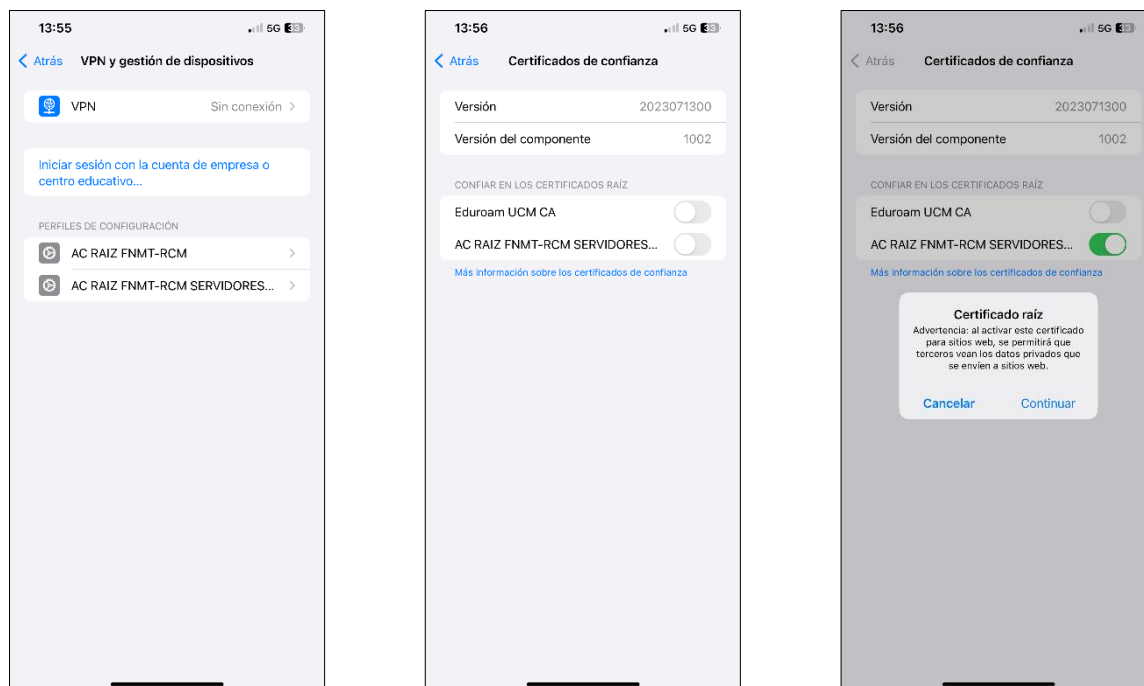 13:55
5G 33
Atrás VPN y gestión de dispositivos
VPN Sin conexión
Iniciar sesión con la cuenta de empresa o
centro educativo...
PERFILES DE CONFIGURACIÓN
AC RAIZ FNMT-RCM
AC RAIZ FNMT-RCM SERVIDORES...
13:56
5G 33
Atrás Certificados de confianza
Versión 2023071300
Versión del componente 1002
CONFIAR EN LOS CERTIFICADOS RAÍZ
Eduroam UCM CA
AC RAIZ FNMT-RCM SERVIDORES...
Más información sobre los certificados de confianza
13:56
5G 33
Atrás Certificados de confianza
Versión 2023071300
Versión del componente 1002
CONFIAR EN LOS CERTIFICADOS RAÍZ
Eduroam UCM CA
AC RAIZ FNMT-RCM SERVIDORES...
Más información sobre los certificados de confianza
Certificado raíz
Advertencia: al activar este certificado
para sitios web, se permitirá que
terceros vean los datos privados que
se envíen a sitios web.
Cancelar Continuar